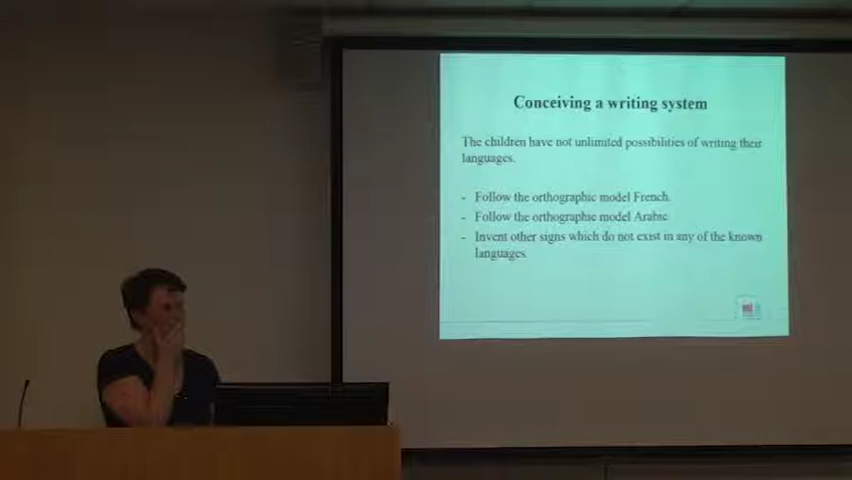 Conceiving a writing system
The children have not unlimited possibilities of writing their
languages.
- Follow the orthographic model French.
- Follow the orthographic model Arabic
- Invent other signs which do not exist in any of the known
languages.